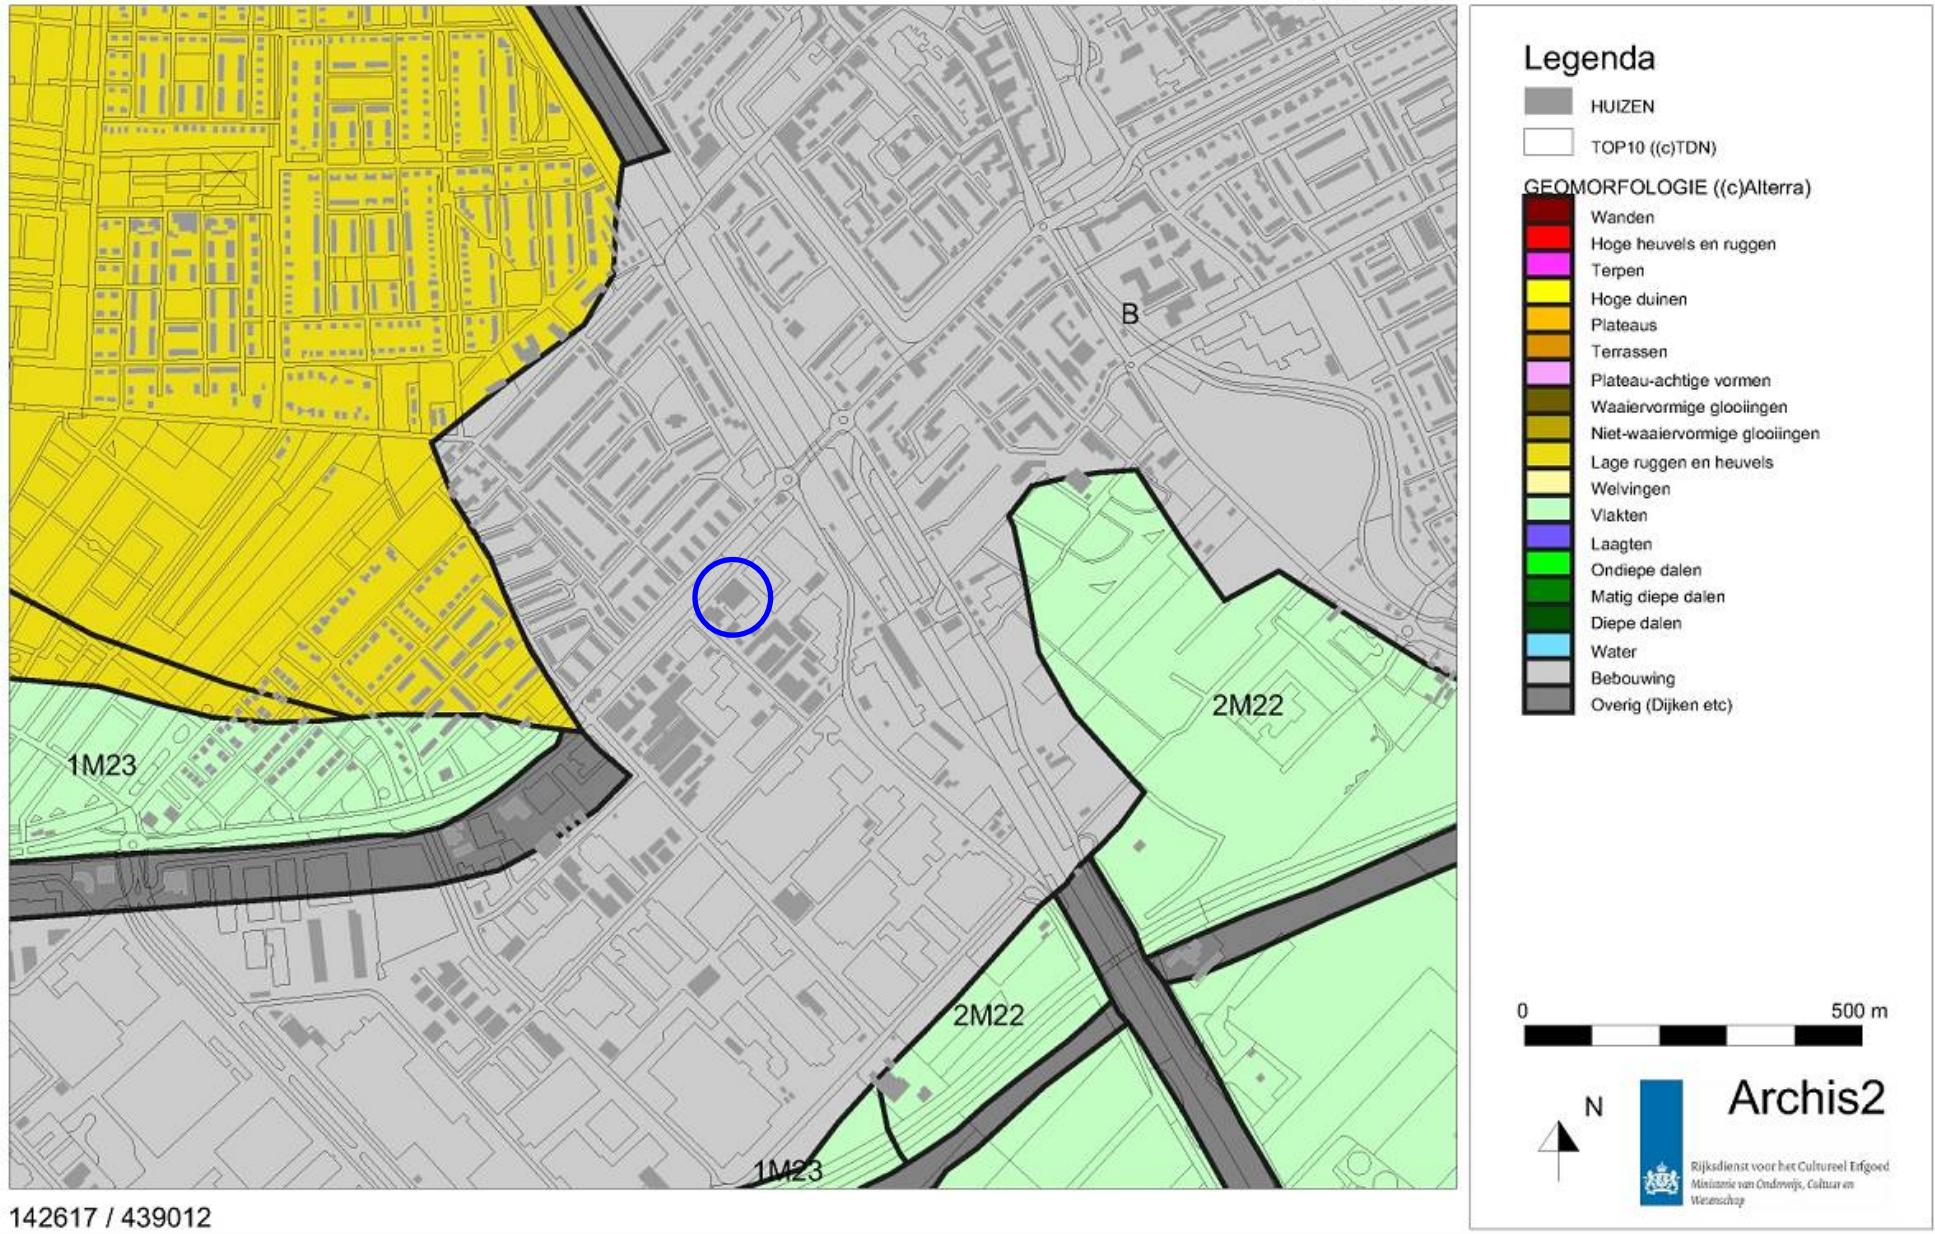 B
2M22
1M23
2M22
1M23
142617 / 439012
Legenda
HUIZEN
TOP10 ((c)TDN)
GEOMORFOLOGIE ((c)Alterra)
Wanden
Hoge heuvels en ruggen
Terpen
Hoge duinen
Plateaus
Terrassen
Plateau-achtige vormen
Waaiervormige glooiingen
Niet-waaiervormige glooiingen
Lage ruggen en heuvels
Welvingen
Vlakten
Laagten
Ondiepe dalen
Matig diepe dalen
Diepe dalen
Water
Bebouwing
Overig (Dijken etc)
0 500 m
N
Archis2
Rijksdienst voor het Cultureel Erfgoed
Ministerie van Onderwijs, Cultuur en
Wetenschap